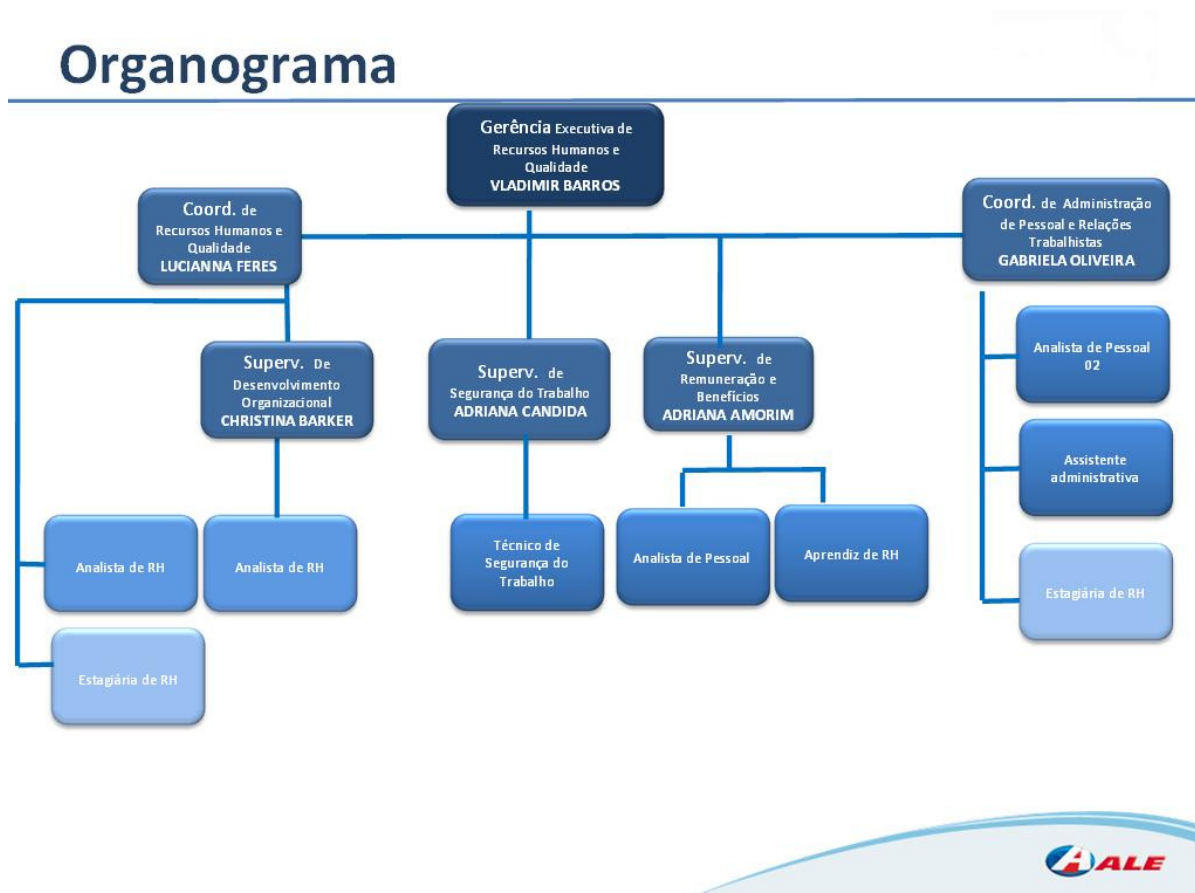 Organograma
Gerência Executiva de
Recursos Humanos e
Qualidade
VLADIMIR BARROS
Coord. de
Recursos Humanos e
Qualidade
LUCIANNA FERES
Coord. de Administração
de Pessoal e Relações
Trabalhistas
GABRIELA OLIVEIRA
Superv. De
Desenvolvimento
Organizacional
CHRISTINA BARKER
Superv. de
Segurança do Trabalho
ADRIANA CANDIDA
Superv. de
Remuneração e
Benefícios
ADRIANA AMORIM
Analista de Pessoal
02
Assistente
administrativa
Analista de RH
Analista de RH
Técnico de
Segurança do
Trabalho
Analista de Pessoal
Aprendiz de RH
Estagiária de RH
Estagiária de RH
ALE